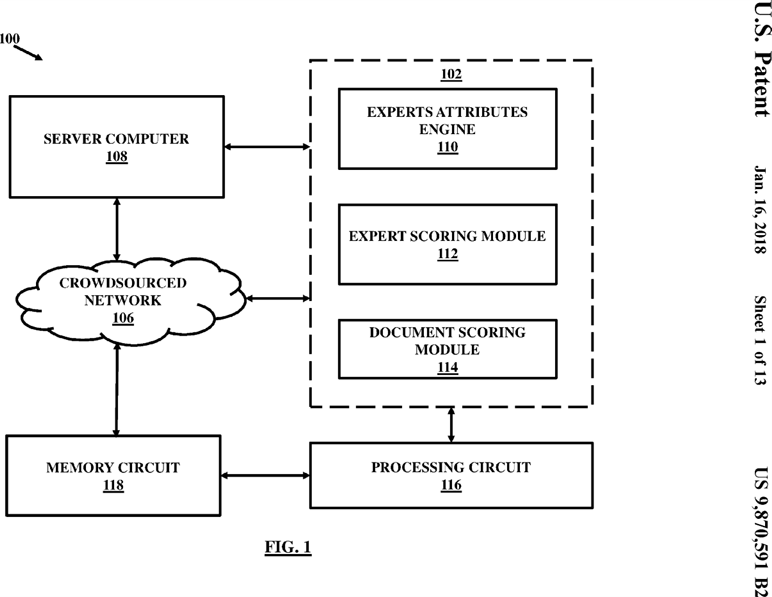 U.S. Patent
Jan. 16, 2018
Sheet 1 of 13
US 9,870,591 B2
100
102
SERVER COMPUTER
108
EXPERTS ATTRIBUTES
ENGINE
110
EXPERT SCORING MODULE
112
CROWDSOURCED
NETWORK
106
DOCUMENT SCORING
MODULE
114
MEMORY CIRCUIT
118
PROCESSING CIRCUIT
116
FIG. 1